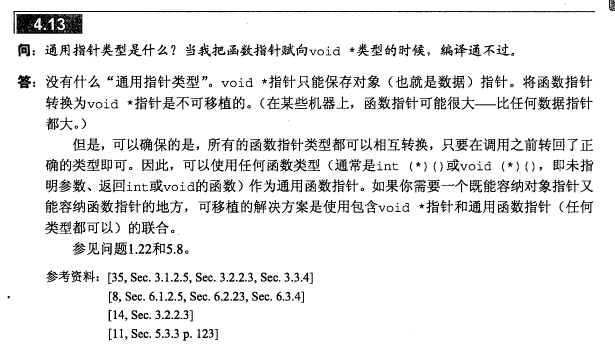 4.13
问：通用指针类型是什么？当我把函数指针赋向void *类型的时候，编译通不过。
答：没有什么“通用指针类型”。void *指针只能保存对象（也就是数据）指针。将函数指针
转换为void *指针是不可移植的。（在某些机器上，函数指针可能很大——比任何数据指针
都大。）
但是，可以确保的是，所有的函数指针类型都可以相互转换，只要在调用之前转回了正
确的类型即可。因此，可以使用任何函数类型（通常是int (*)()或void (*)()，即未指
明参数、返回int或void的函数）作为通用函数指针。如果你需要一个既能容纳对象指针又
能容纳函数指针的地方，可移植的解决方案是使用包含void *指针和通用函数指针（任何
类型都可以）的联合。
参见问题1.22和5.8。
参考资料：[35, Sec. 3.1.2.5, Sec. 3.2.2.3, Sec. 3.3.4]
[8, Sec. 6.1.2.5, Sec. 6.2.23, Sec. 6.3.4]
[14, Sec. 3.2.2.3]
[11, Sec. 5.3.3 p. 123]